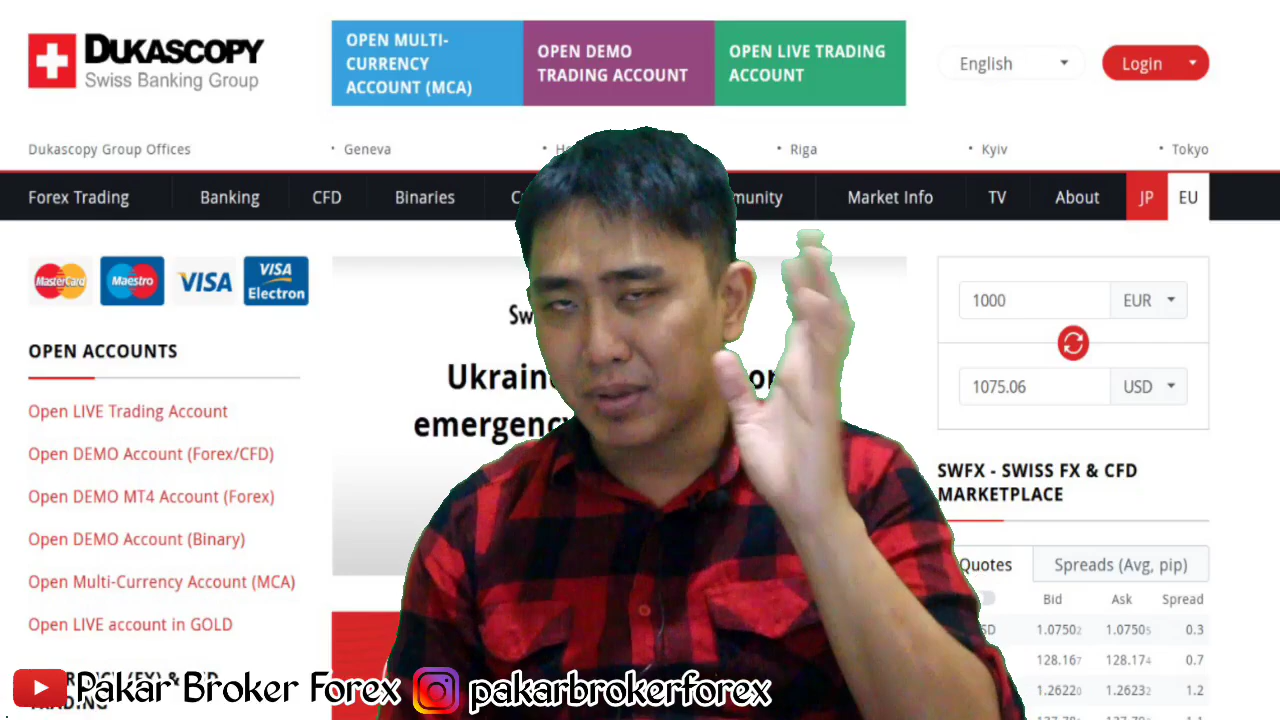 DUKASCOPY
Swiss Banking Group
OPEN MULTI-
CURRENCY
ACCOUNT (MCA)
OPEN DEMO
TRADING ACCOUNT
OPEN LIVE TRADING
ACCOUNT
English
Login
Dukascopy Group Offices
• Geneva
• Riga
• Kyiv
• Tokyo
Forex Trading
Banking
CFD
Binaries
Market Info
TV
About
JP
EU
MasterCard
Maestro
VISA
VISA
Electron
OPEN ACCOUNTS
Open LIVE Trading Account
Open DEMO Account (Forex/CFD)
Open DEMO MT4 Account (Forex)
Open DEMO Account (Binary)
Open Multi-Currency Account (MCA)
Open LIVE account in GOLD
emergency
1000 EUR
1075.06 USD
SWFX - SWISS FX & CFD
MARKETPLACE
Quotes
Spreads (Avg, pip)
Bid Ask Spread
1.07502 1.07505 0.3
128.167 128.174 0.7
1.26220 1.26232 1.2
Pakar Broker Forex pakarbrokerforex